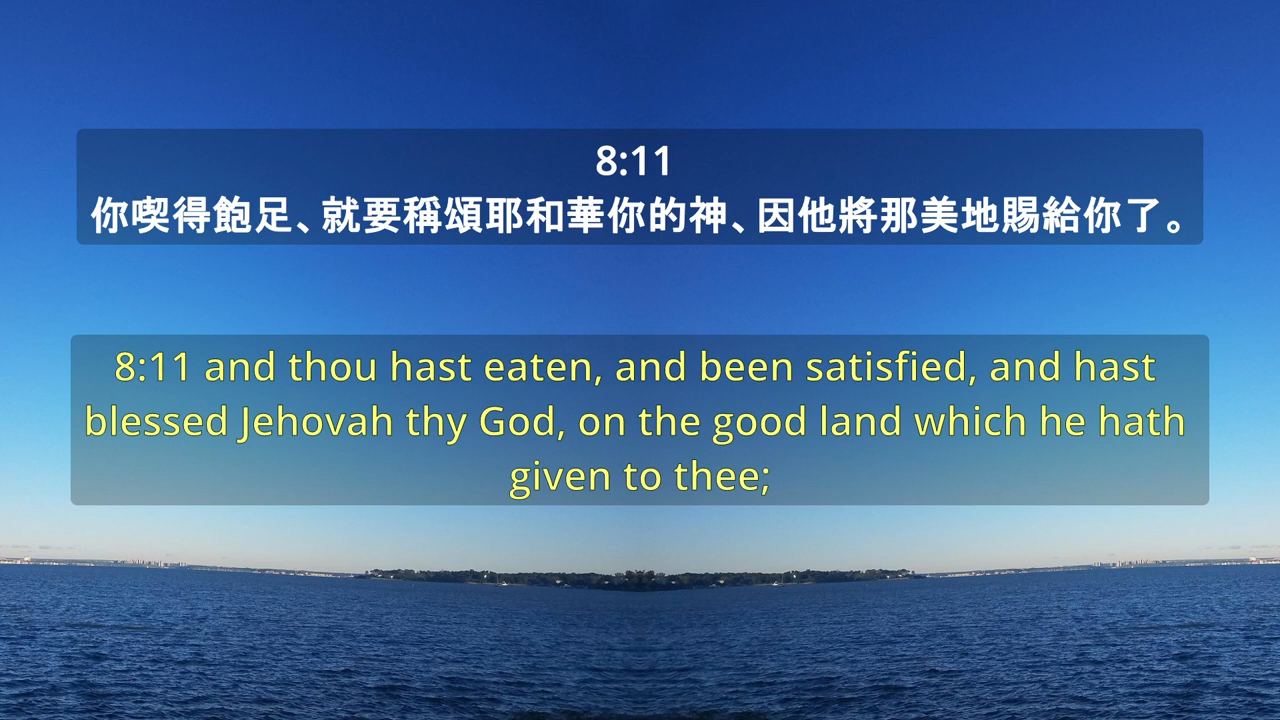 8:11
你喫得飽足、就要稱頌耶和華你的神、因他將那美地賜給你了。
8:11 and thou hast eaten, and been satisfied, and hast
blessed Jehovah thy God, on the good land which he hath
given to thee;